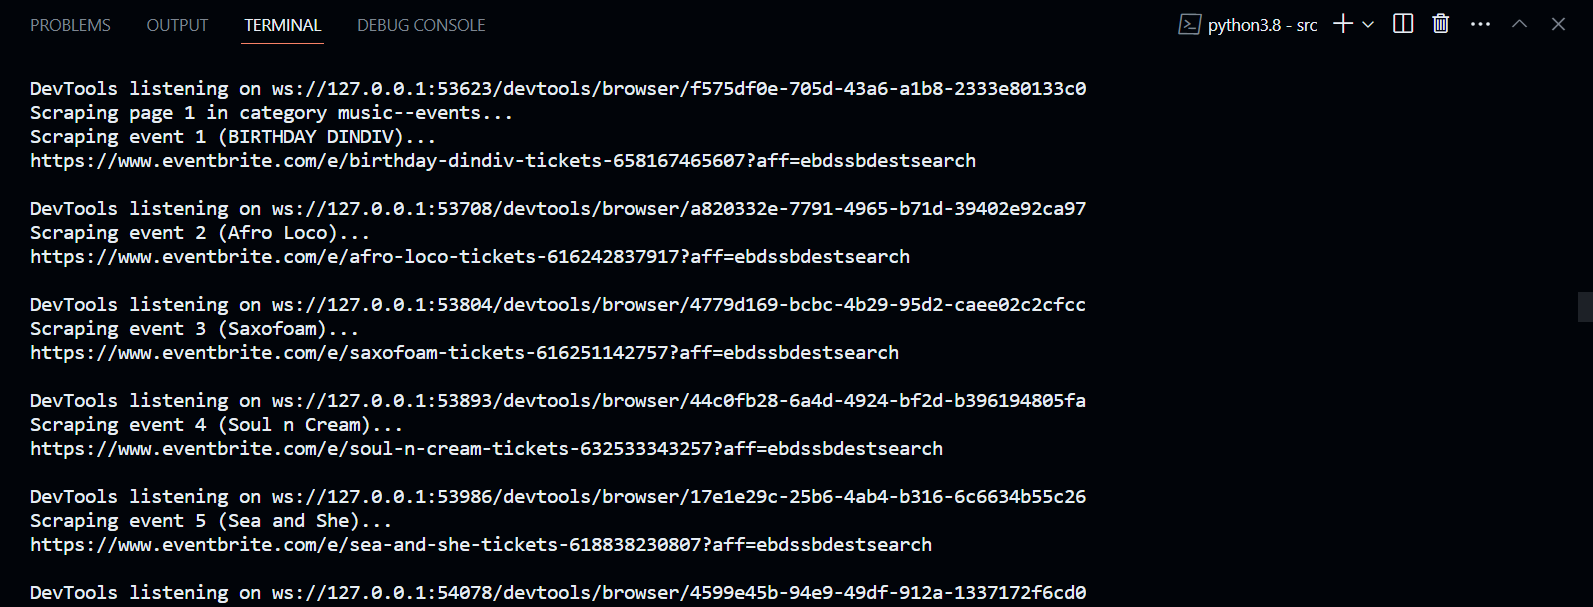 PROBLEMS OUTPUT TERMINAL DEBUG CONSOLE python3.8 - src
DevTools listening on ws://127.0.0.1:53623/devtools/browser/f575df0e-705d-43a6-a1b8-2333e80133c0
Scraping page 1 in category music--events...
Scraping event 1 (BIRTHDAY DINDIV)...
https://www.eventbrite.com/e/birthday-dindiv-tickets-658167465607?aff=ebdssbdestsearch
DevTools listening on ws://127.0.0.1:53708/devtools/browser/a820332e-7791-4965-b71d-39402e92ca97
Scraping event 2 (Afro Loco)...
https://www.eventbrite.com/e/afro-loco-tickets-616242837917?aff=ebdssbdestsearch
DevTools listening on ws://127.0.0.1:53804/devtools/browser/4779d169-bcbc-4b29-95d2-caee02c2cfcc
Scraping event 3 (Saxofoam)...
https://www.eventbrite.com/e/saxofoam-tickets-616251142757?aff=ebdssbdestsearch
DevTools listening on ws://127.0.0.1:53893/devtools/browser/44c0fb28-6a4d-4924-bf2d-b396194805fa
Scraping event 4 (Soul n Cream)...
https://www.eventbrite.com/e/soul-n-cream-tickets-632533343257?aff=ebdssbdestsearch
DevTools listening on ws://127.0.0.1:53986/devtools/browser/17e1e29c-25b6-4ab4-b316-6c6634b55c26
Scraping event 5 (Sea and She)...
https://www.eventbrite.com/e/sea-and-she-tickets-618838230807?aff=ebdssbdestsearch
DevTools listening on ws://127.0.0.1:54078/devtools/browser/4599e45b-94e9-49df-912a-1337172f6cd0